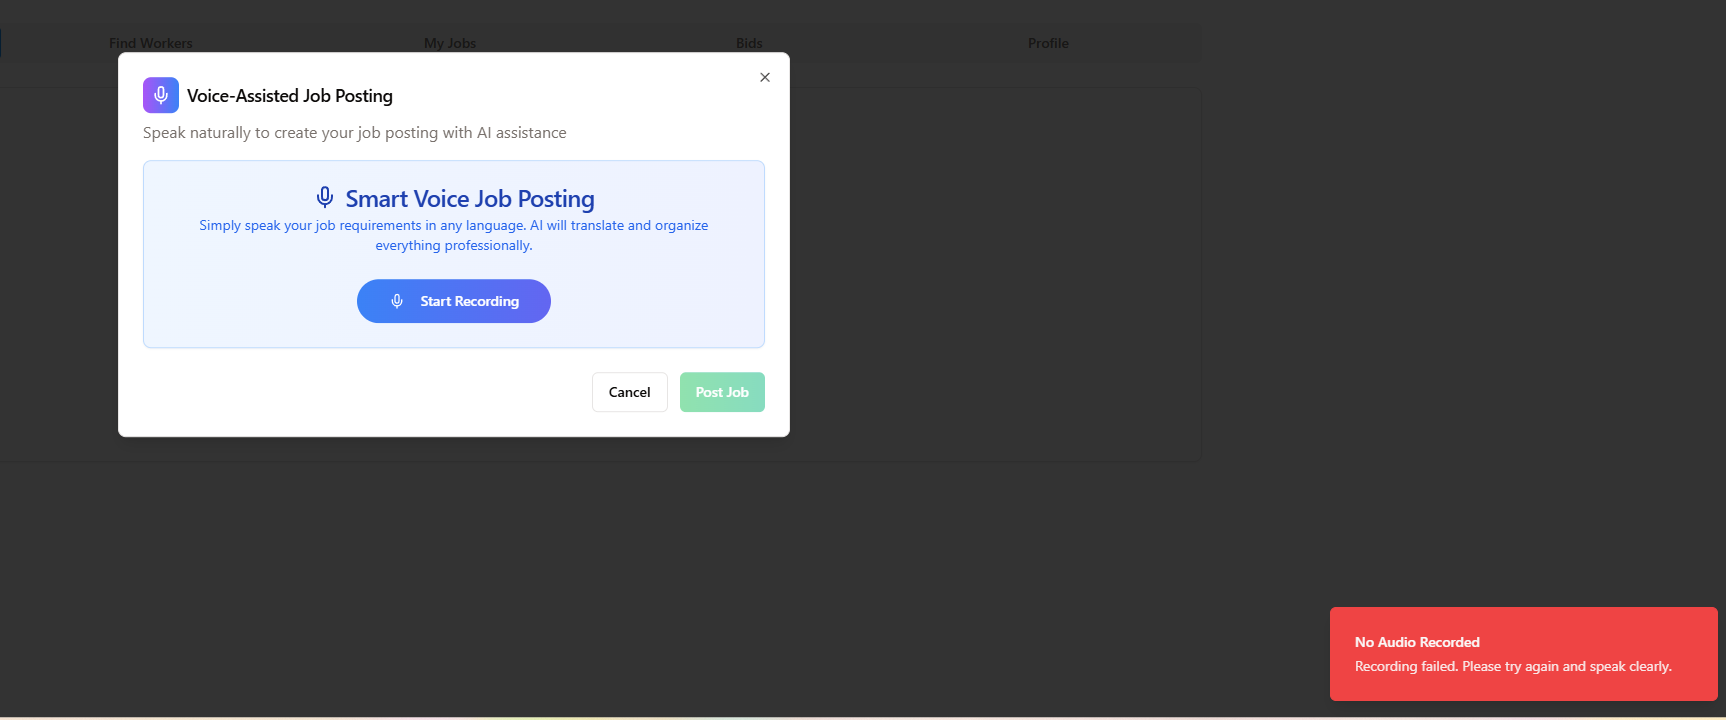 Find Workers
My Jobs
Bids
Profile
Voice-Assisted Job Posting
Speak naturally to create your job posting with AI assistance
Smart Voice Job Posting
Simply speak your job requirements in any language. AI will translate and organize
everything professionally.
Start Recording
Cancel
Post Job
No Audio Recorded
Recording failed. Please try again and speak clearly.